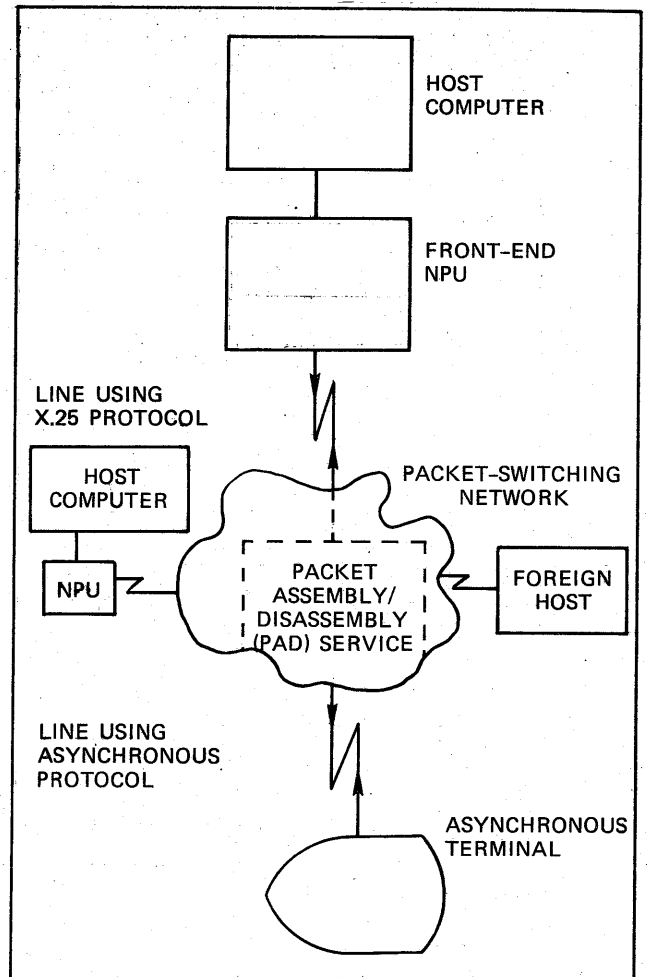 HOST
COMPUTER
FRONT-END
NPU
LINE USING
X.25 PROTOCOL
HOST
COMPUTER
NPU
PACKET-SWITCHING
NETWORK
PACKET
ASSEMBLY/
DISASSEMBLY
(PAD) SERVICE
FOREIGN
HOST
LINE USING
ASYNCHRONOUS
PROTOCOL
ASYNCHRONOUS
TERMINAL